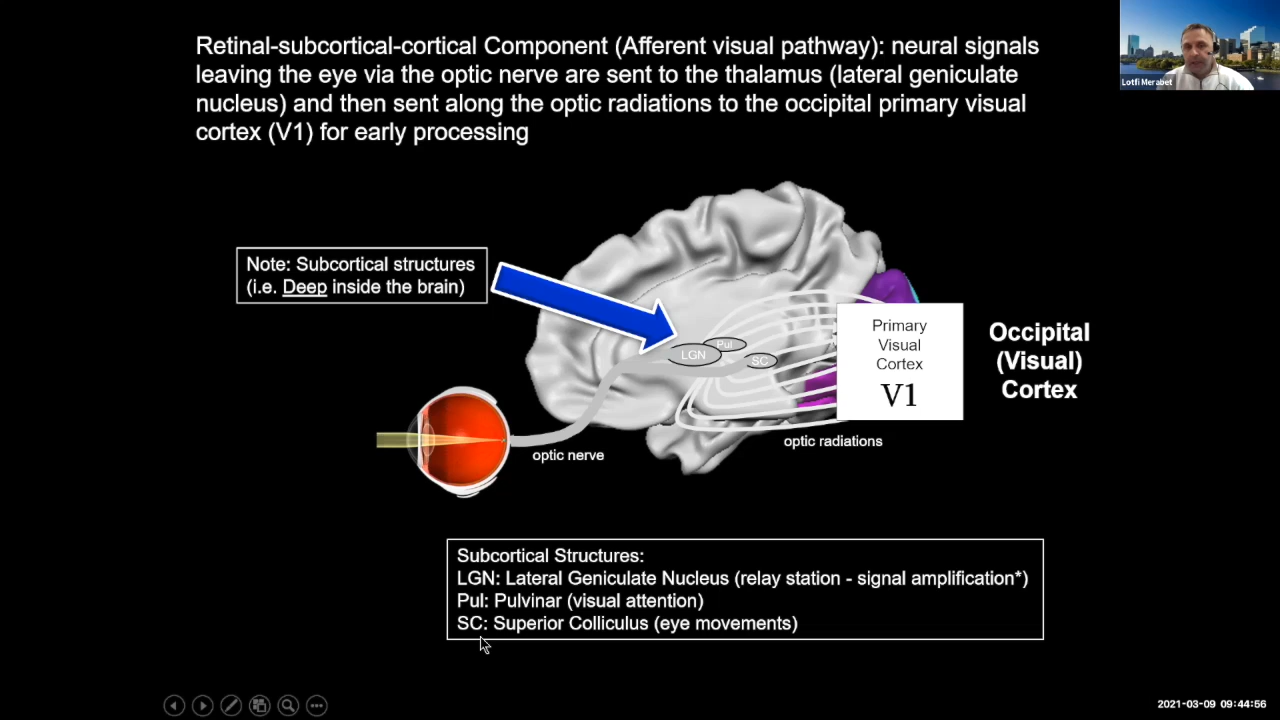 Retinal-subcortical-cortical Component (Afferent visual pathway): neural signals
leaving the eye via the optic nerve are sent to the thalamus (lateral geniculate
nucleus) and then sent along the optic radiations to the occipital primary visual
cortex (V1) for early processing
Lotfi Merabet
Note: Subcortical structures
(i.e. Deep inside the brain)
LGN
Pul
SC
Primary
Visual
Cortex
V1
Occipital
(Visual)
Cortex
optic nerve
optic radiations
Subcortical Structures:
LGN: Lateral Geniculate Nucleus (relay station - signal amplification*)
Pul: Pulvinar (visual attention)
SC: Superior Colliculus (eye movements)
2021-03-09 09:44:56